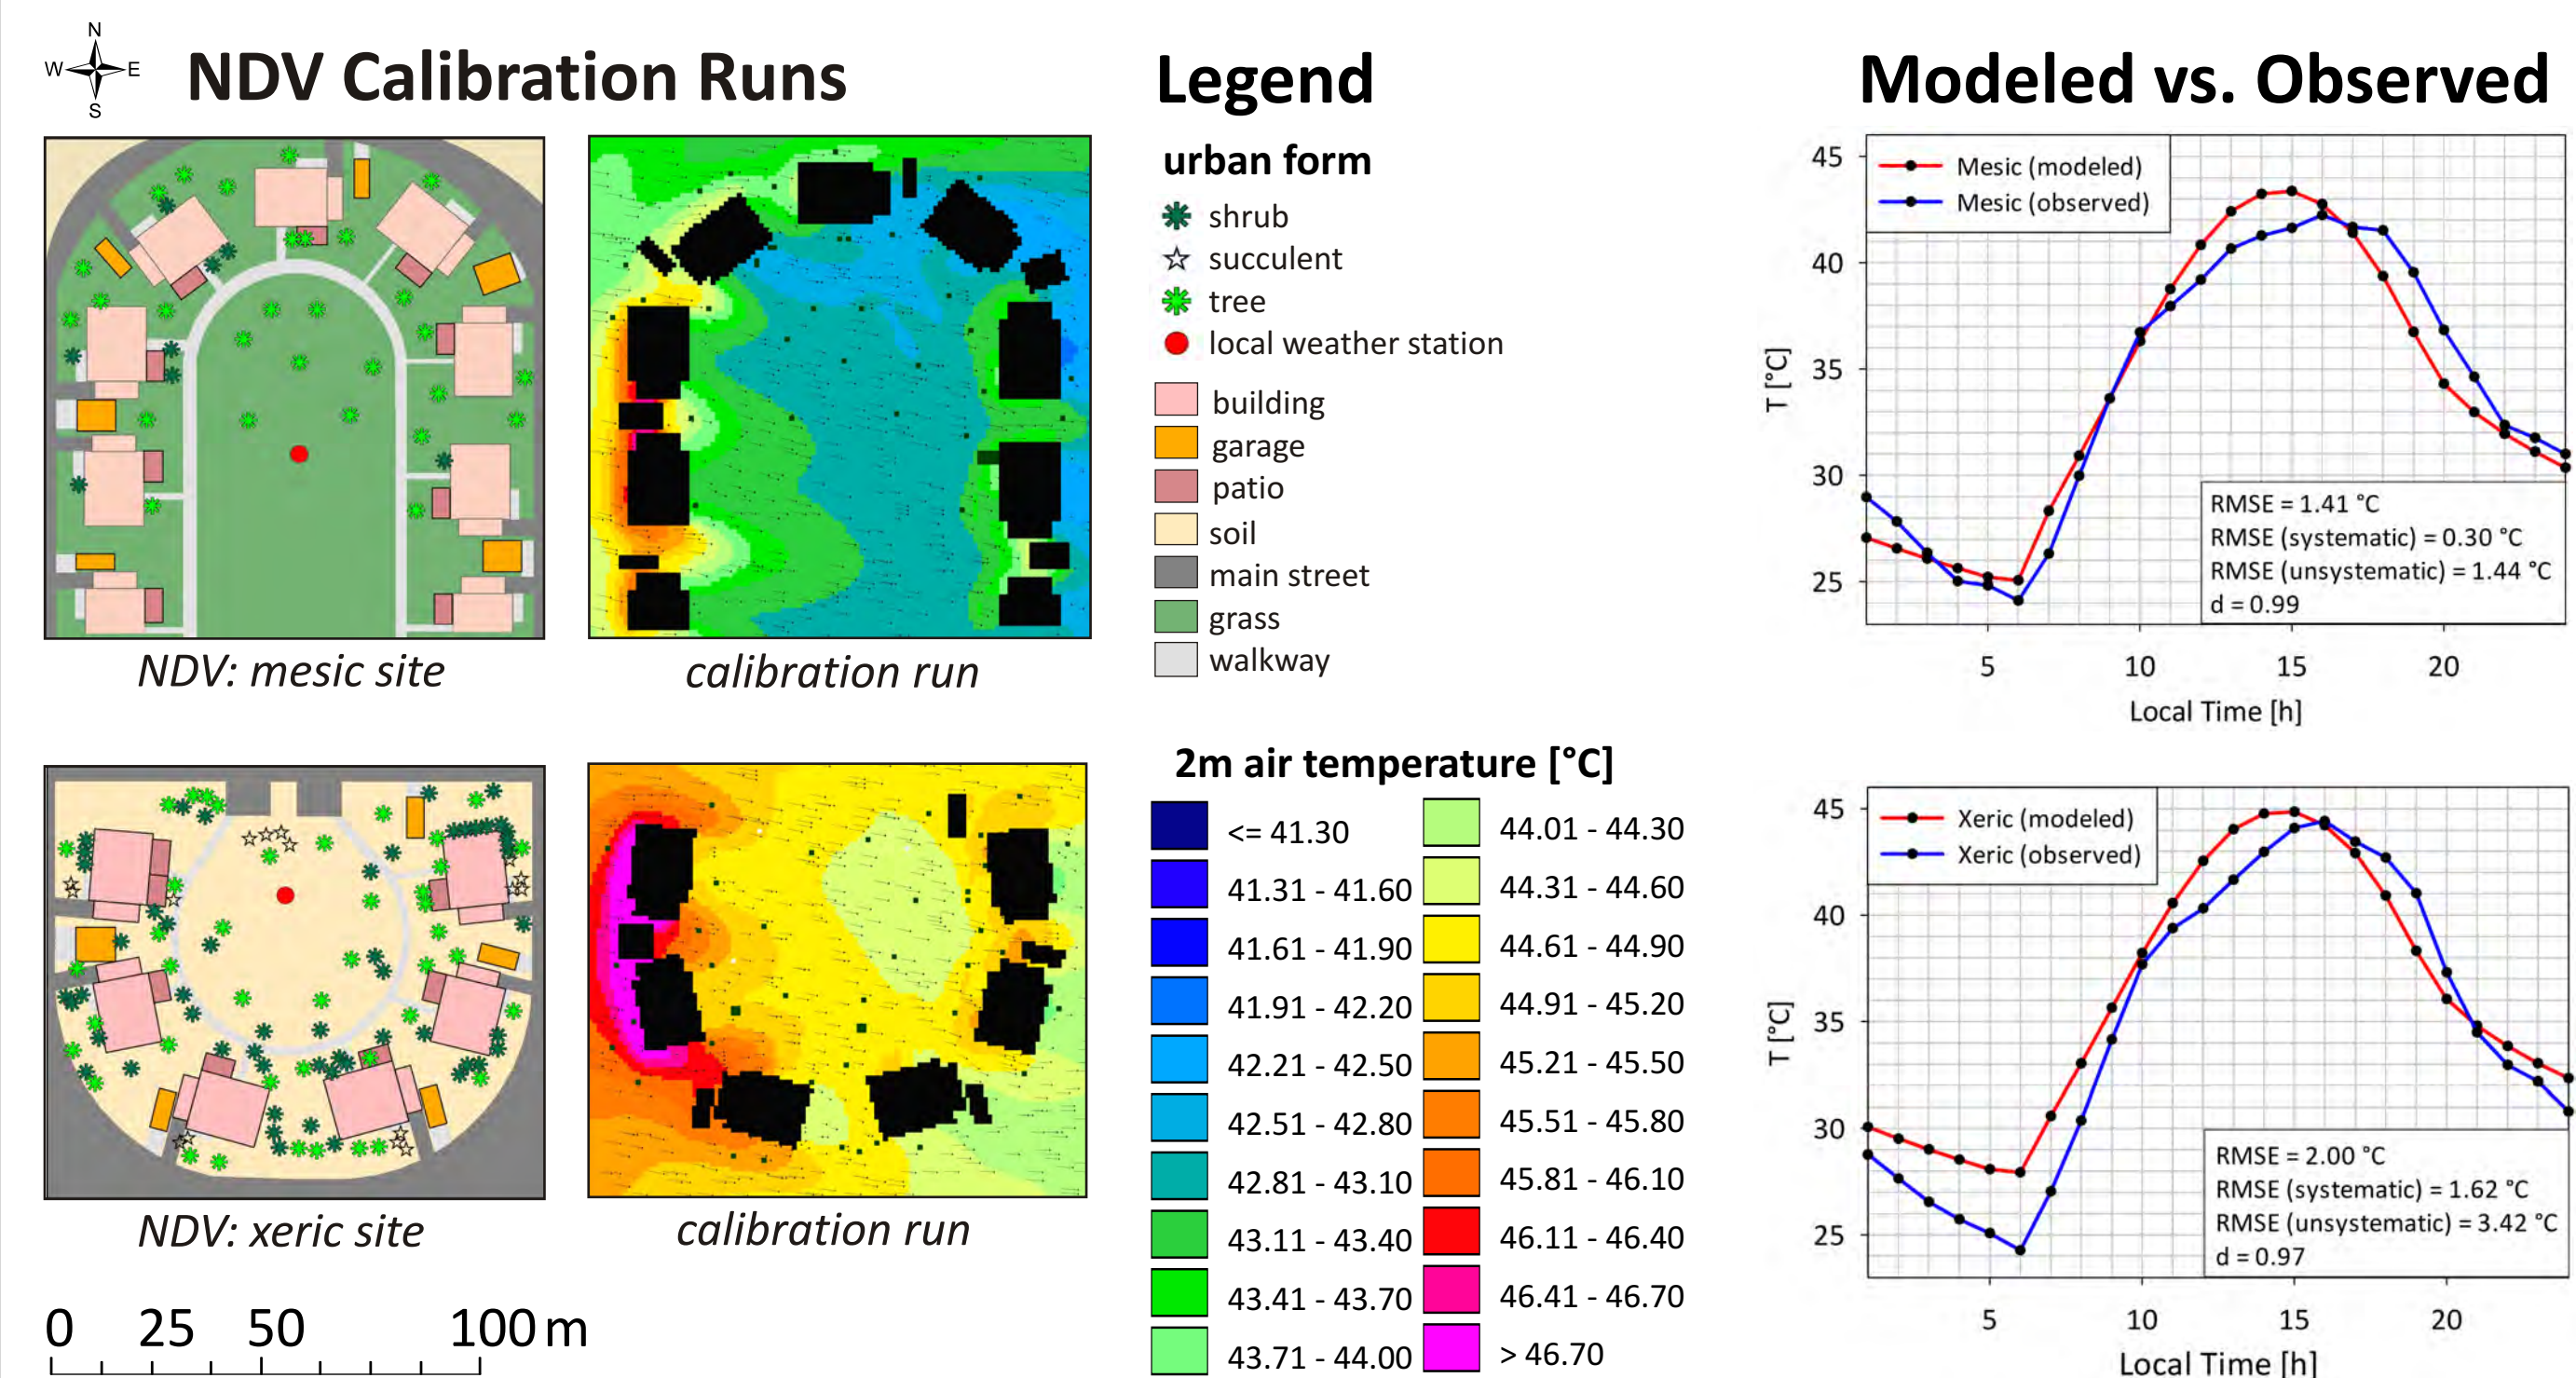 N
W E
S
NDV Calibration Runs
NDV: mesic site
calibration run
NDV: xeric site
calibration run
0 25 50 100 m
Legend
urban form
shrub
succulent
tree
local weather station
building
garage
patio
soil
main street
grass
walkway
2m air temperature [°C]
<= 41.30
41.31 - 41.60
41.61 - 41.90
41.91 - 42.20
42.21 - 42.50
42.51 - 42.80
42.81 - 43.10
43.11 - 43.40
43.41 - 43.70
43.71 - 44.00
44.01 - 44.30
44.31 - 44.60
44.61 - 44.90
44.91 - 45.20
45.21 - 45.50
45.51 - 45.80
45.81 - 46.10
46.11 - 46.40
46.41 - 46.70
> 46.70
Modeled vs. Observed
Mesic (modeled)
Mesic (observed)
45
40
35
30
25
T [°C]
RMSE = 1.41 °C
RMSE (systematic) = 0.30 °C
RMSE (unsystematic) = 1.44 °C
d = 0.99
5 10 15 20
Local Time [h]
Xeric (modeled)
Xeric (observed)
45
40
35
30
25
T [°C]
RMSE = 2.00 °C
RMSE (systematic) = 1.62 °C
RMSE (unsystematic) = 3.42 °C
d = 0.97
5 10 15 20
Local Time [h]